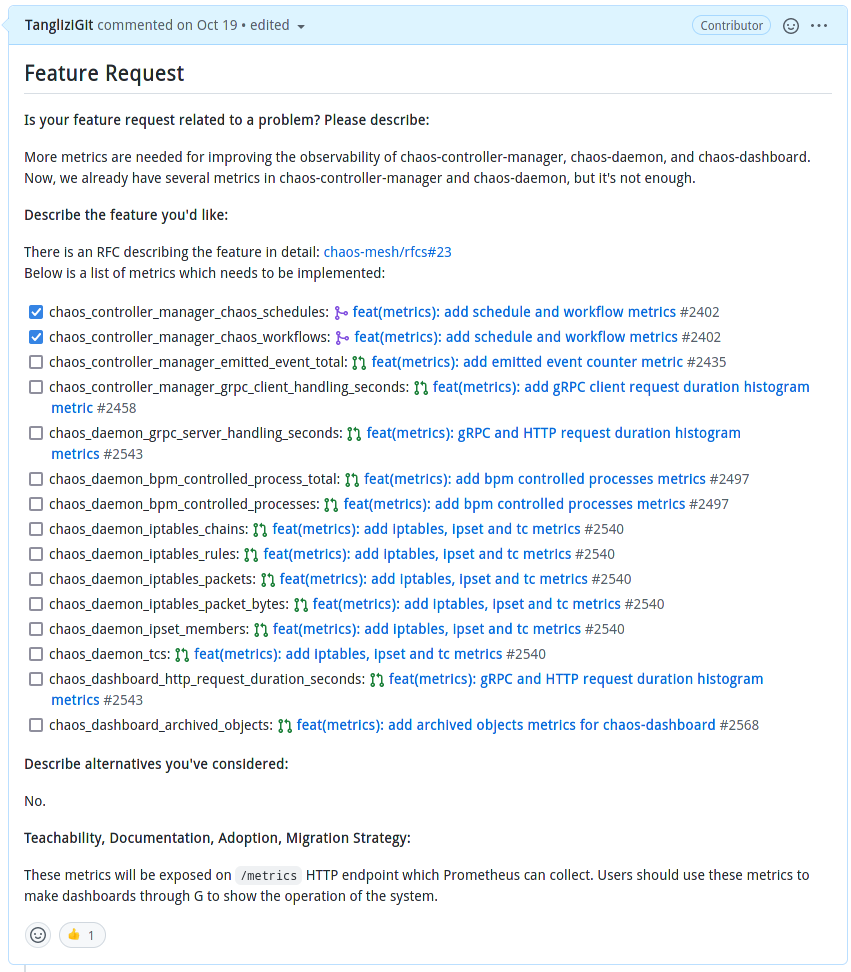 TangliziGit commented on Oct 19 • edited
Contributor
Feature Request
Is your feature request related to a problem? Please describe:
More metrics are needed for improving the observability of chaos-controller-manager, chaos-daemon, and chaos-dashboard.
Now, we already have several metrics in chaos-controller-manager and chaos-daemon, but it's not enough.
Describe the feature you'd like:
There is an RFC describing the feature in detail: chaos-mesh/rfcs#23
Below is a list of metrics which needs to be implemented:
chaos_controller_manager_chaos_schedules: feat(metrics): add schedule and workflow metrics #2402
chaos_controller_manager_chaos_workflows: feat(metrics): add schedule and workflow metrics #2402
chaos_controller_manager_emitted_event_total: feat(metrics): add emitted event counter metric #2435
chaos_controller_manager_grpc_client_handling_seconds: feat(metrics): add gRPC client request duration histogram
metric #2458
chaos_daemon_grpc_server_handling_seconds: feat(metrics): gRPC and HTTP request duration histogram
metrics #2543
chaos_daemon_bpm_controlled_process_total: feat(metrics): add bpm controlled processes metrics #2497
chaos_daemon_bpm_controlled_processes: feat(metrics): add bpm controlled processes metrics #2497
chaos_daemon_iptables_chains: feat(metrics): add iptables, ipset and tc metrics #2540
chaos_daemon_iptables_rules: feat(metrics): add iptables, ipset and tc metrics #2540
chaos_daemon_iptables_packets: feat(metrics): add iptables, ipset and tc metrics #2540
chaos_daemon_iptables_packet_bytes: feat(metrics): add iptables, ipset and tc metrics #2540
chaos_daemon_ipset_members: feat(metrics): add iptables, ipset and tc metrics #2540
chaos_daemon_tcs: feat(metrics): add iptables, ipset and tc metrics #2540
chaos_dashboard_http_request_duration_seconds: feat(metrics): gRPC and HTTP request duration histogram
metrics #2543
chaos_dashboard_archived_objects: feat(metrics): add archived objects metrics for chaos-dashboard #2568
Describe alternatives you've considered:
No.
Teachability, Documentation, Adoption, Migration Strategy:
These metrics will be exposed on /metrics HTTP endpoint which Prometheus can collect. Users should use these metrics to
make dashboards through G to show the operation of the system.
1